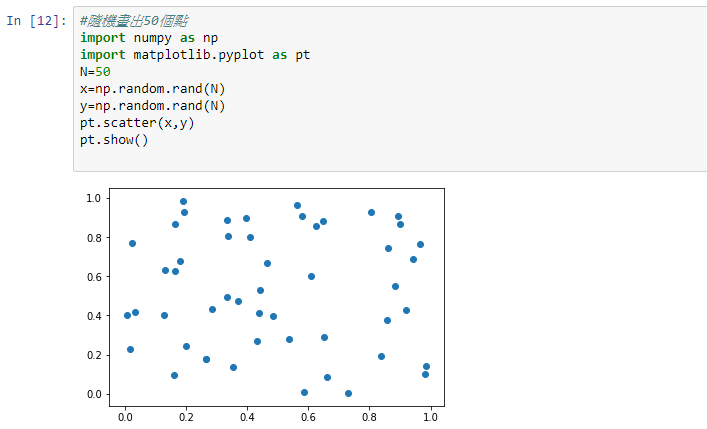 In [12]:
#隨機畫出50個點
import numpy as np
import matplotlib.pyplot as pt
N=50
x=np.random.rand(N)
y=np.random.rand(N)
pt.scatter(x,y)
pt.show()
1.0
0.8
0.6
0.4
0.2
0.0
0.0 0.2 0.4 0.6 0.8 1.0